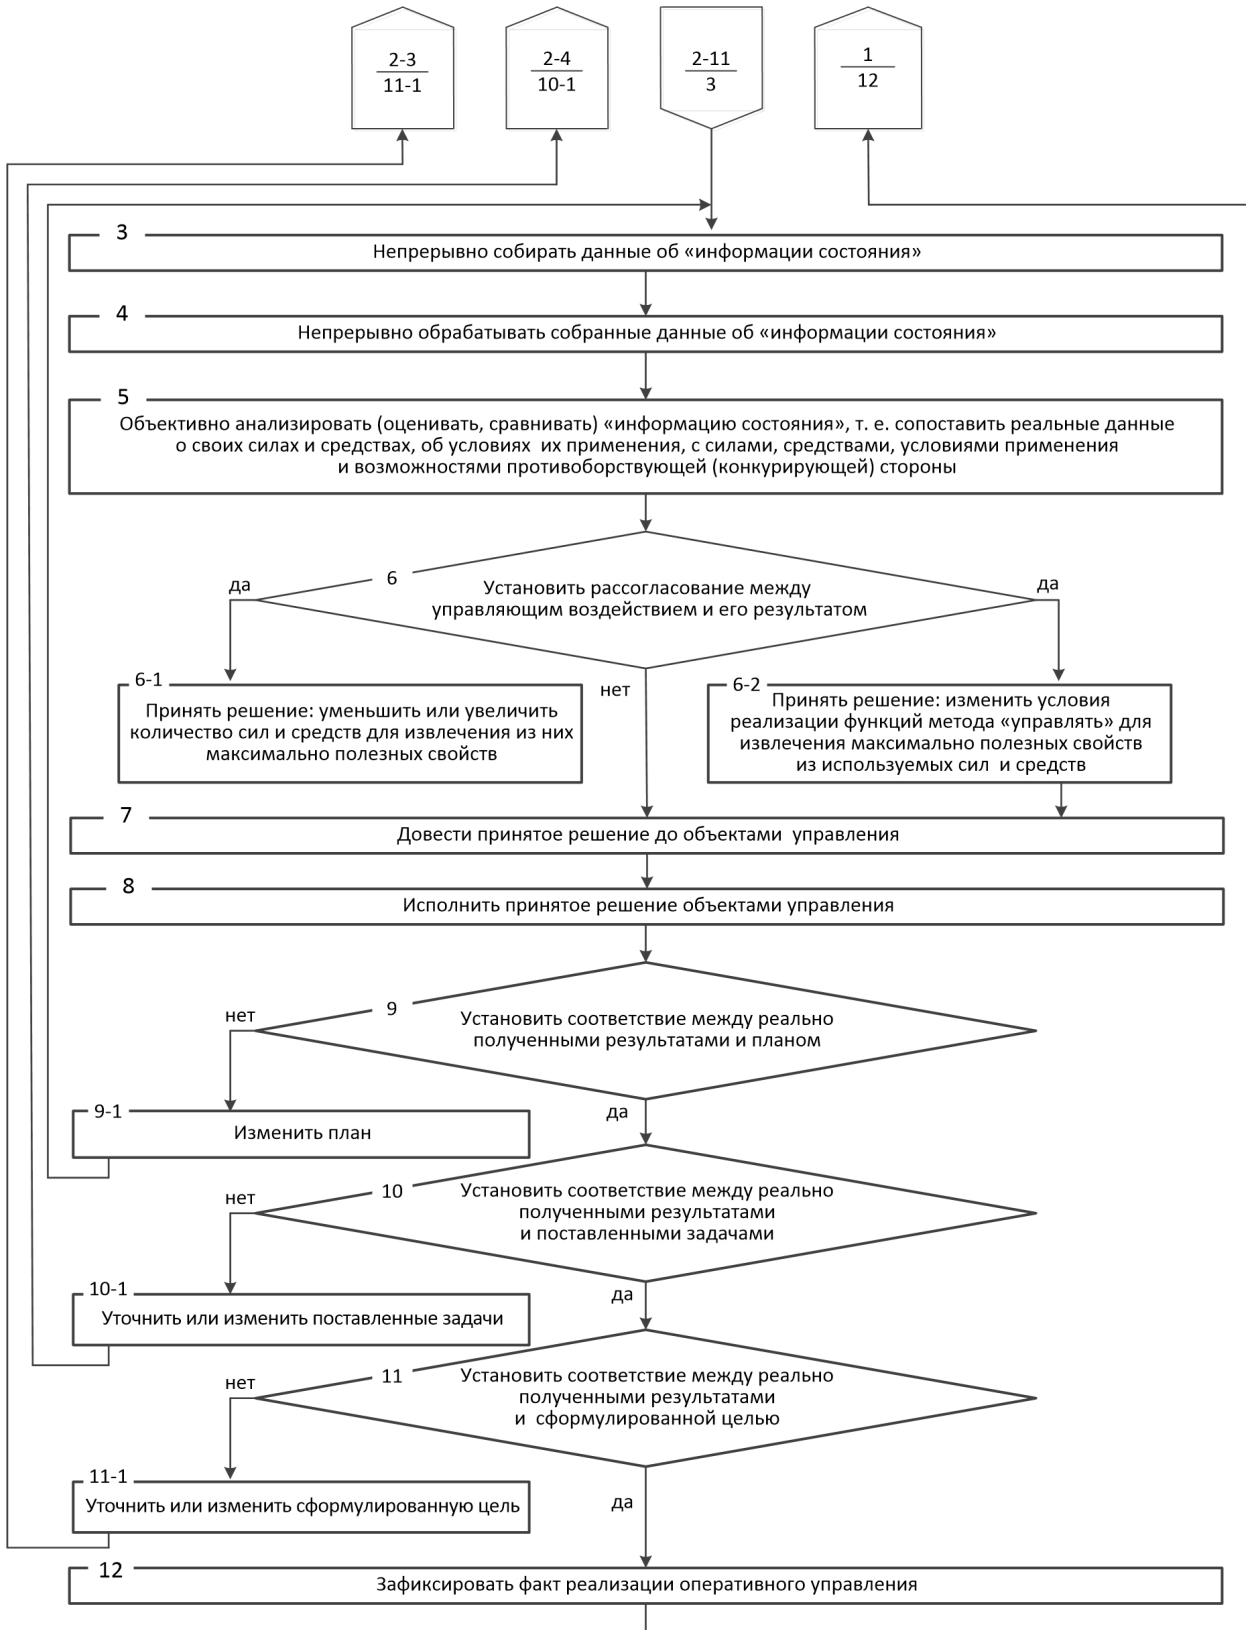 2-3
11-1
2-4
10-1
2-11
3
1
12
3
Непрерывно собирать данные об «информации состояния»
4
Непрерывно обрабатывать собранные данные об «информации состояния»
5
Объективно анализировать (оценивать, сравнивать) «информацию состояния», т. е. сопоставить реальные данные
о своих силах и средствах, об условиях их применения, с силами, средствами, условиями применения
и возможностями противоборствующей (конкурирующей) стороны
6
да
да
Установить рассогласование между
управляющим воздействием и его результатом
нет
6-1
Принять решение: уменьшить или увеличить
количество сил и средств для извлечения из них
максимально полезных свойств
6-2
Принять решение: изменить условия
реализации функций метода «управлять» для
извлечения максимально полезных свойств
из используемых сил и средств
7
Довести принятое решение до объектами управления
8
Исполнить принятое решение объектами управления
9
нет
Установить соответствие между реально
полученными результатами и планом
да
9-1
Изменить план
10
нет
Установить соответствие между реально
полученными результатами
и поставленными задачами
да
10-1
Уточнить или изменить поставленные задачи
11
нет
Установить соответствие между реально
полученными результатами
и сформулированной целью
да
11-1
Уточнить или изменить сформулированную цель
12
Зафиксировать факт реализации оперативного управления